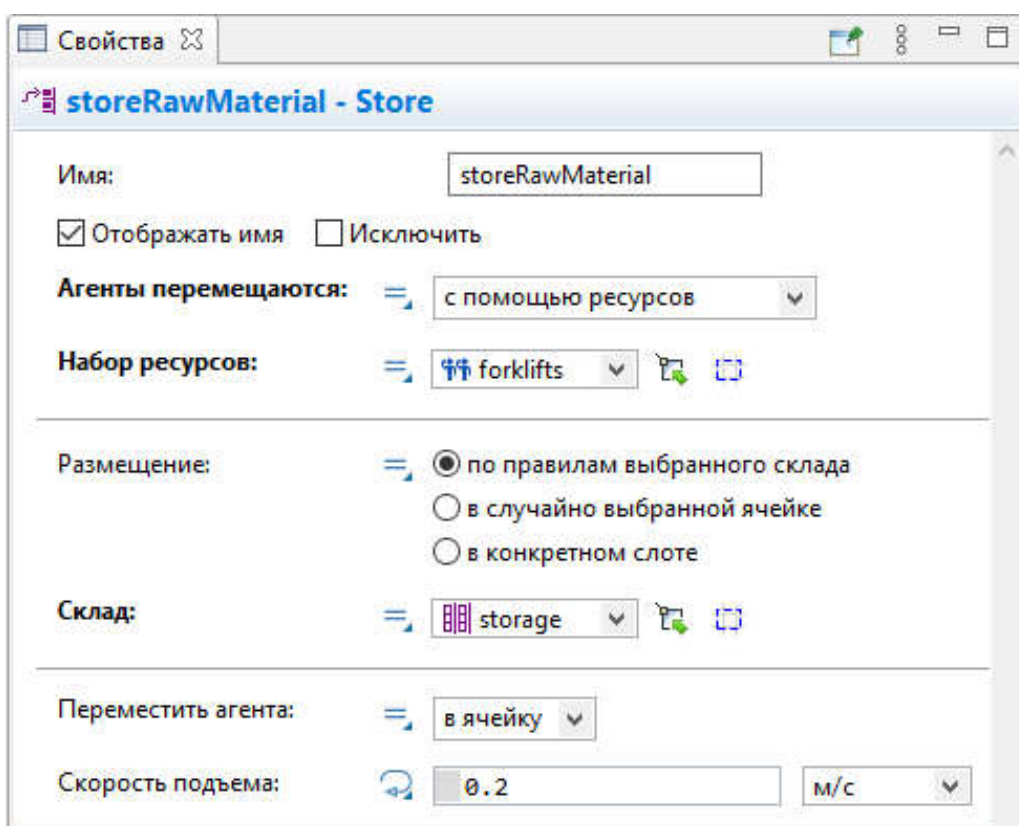 Свойства
storeRawMaterial - Store
Имя: storeRawMaterial
Отображать имя Исключить
Агенты перемещаются: с помощью ресурсов
Набор ресурсов: forklifts
Размещение: по правилам выбранного склада
в случайно выбранной ячейке
в конкретном слоте
Склад: storage
Переместить агента: в ячейку
Скорость подъема: 0.2 м/с